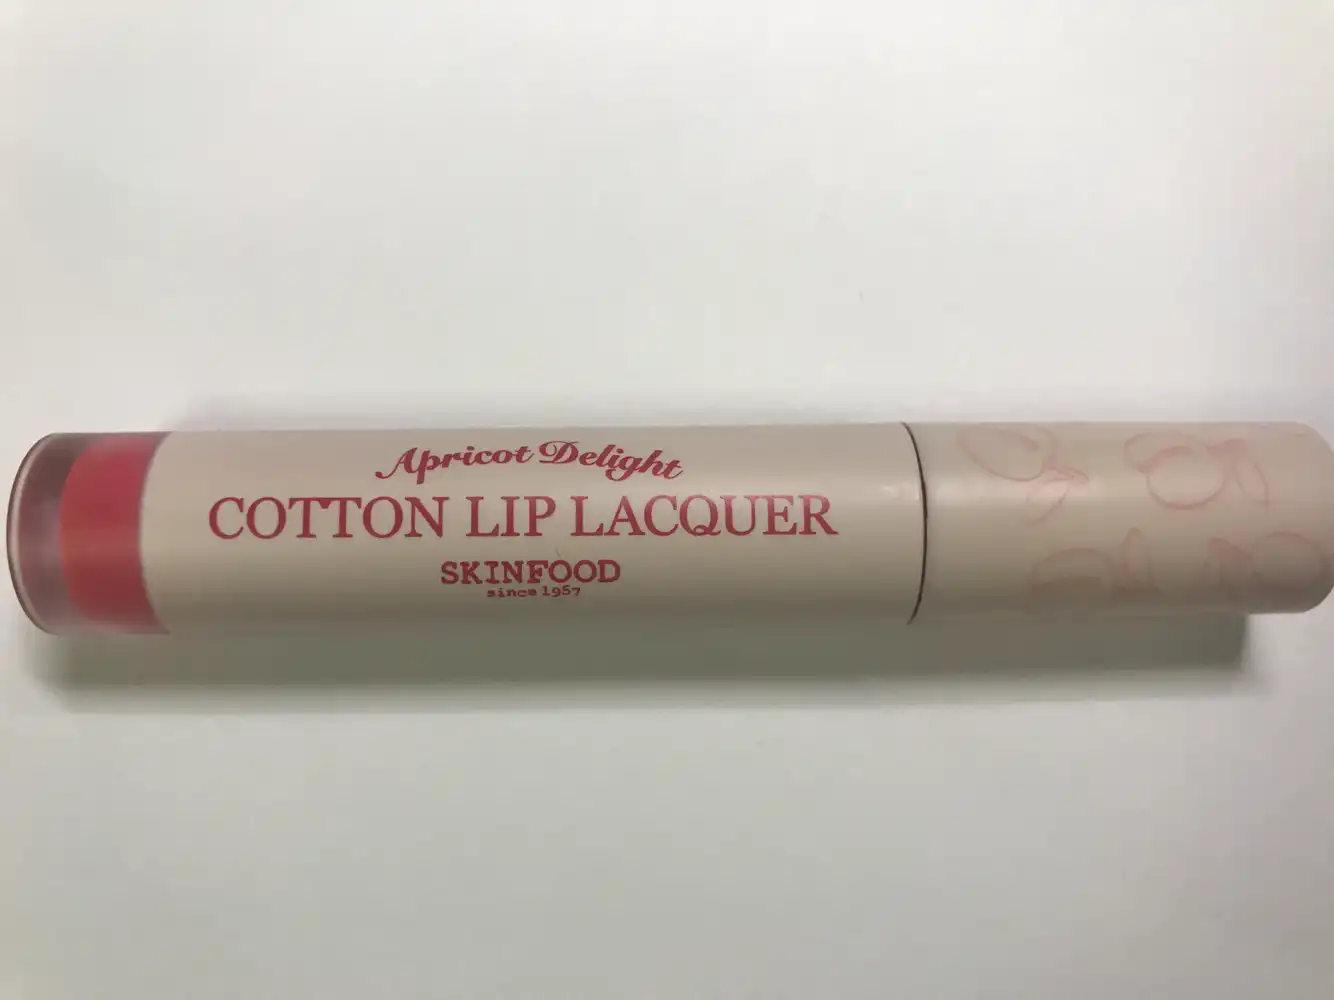 Apricot Delight
COTTON LIP LACQUER
SKINFOOD
since 1957